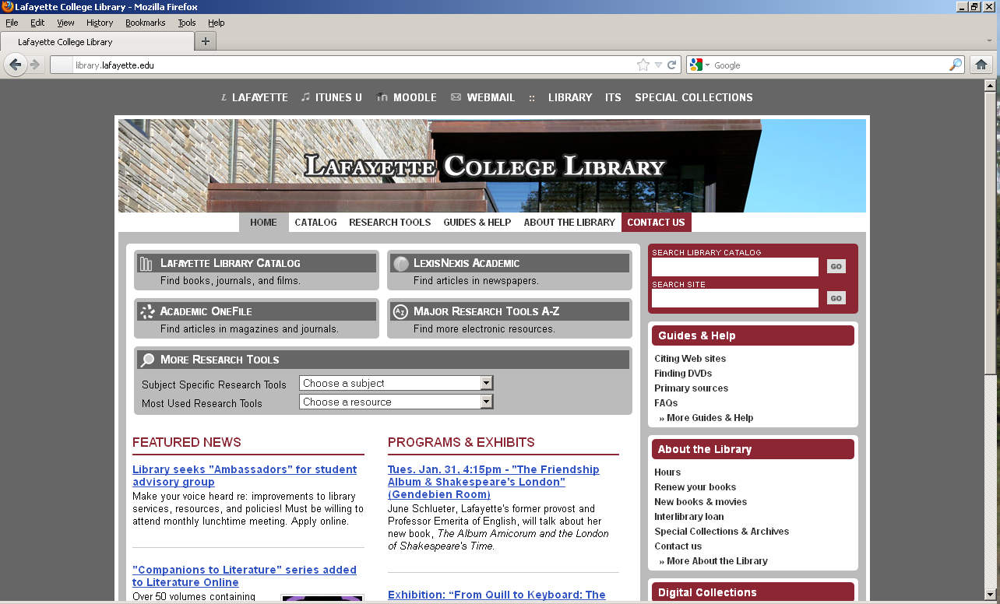 Lafayette College Library - Mozilla Firefox
File Edit View History Bookmarks Tools Help
Lafayette College Library
library.lafayette.edu
Google
LAFAYETTE ITUNES U MOODLE WEBMAIL :: LIBRARY ITS SPECIAL COLLECTIONS
LAFAYETTE COLLEGE LIBRARY
HOME CATALOG RESEARCH TOOLS GUIDES & HELP ABOUT THE LIBRARY CONTACT US
LAFAYETTE LIBRARY CATALOG
Find books, journals, and films.
LEXISNEXIS ACADEMIC
Find articles in newspapers.
ACADEMIC ONEFILE
Find articles in magazines and journals.
MAJOR RESEARCH TOOLS A-Z
Find more electronic resources.
MORE RESEARCH TOOLS
Subject Specific Research Tools Choose a subject
Most Used Research Tools Choose a resource
FEATURED NEWS
Library seeks "Ambassadors" for student
advisory group
Make your voice heard re: improvements to library
services, resources, and policies! Must be willing to
attend monthly lunchtime meeting. Apply online.
"Companions to Literature" series added
to Literature Online
Over 50 volumes containing
PROGRAMS & EXHIBITS
Tues. Jan. 31, 4:15pm - "The Friendship
Album & Shakespeare's London"
(Gendebien Room)
June Schlueter, Lafayette's former provost and
Professor Emerita of English, will talk about her
new book, The Album Amicorum and the London
of Shakespeare's Time.
Exhibition: “From Quill to Keyboard: The
SEARCH LIBRARY CATALOG
GO
SEARCH SITE
GO
Guides & Help
Citing Web sites
Finding DVDs
Primary sources
FAQs
» More Guides & Help
About the Library
Hours
Renew your books
New books & movies
Interlibrary loan
Special Collections & Archives
Contact us
» More About the Library
Digital Collections